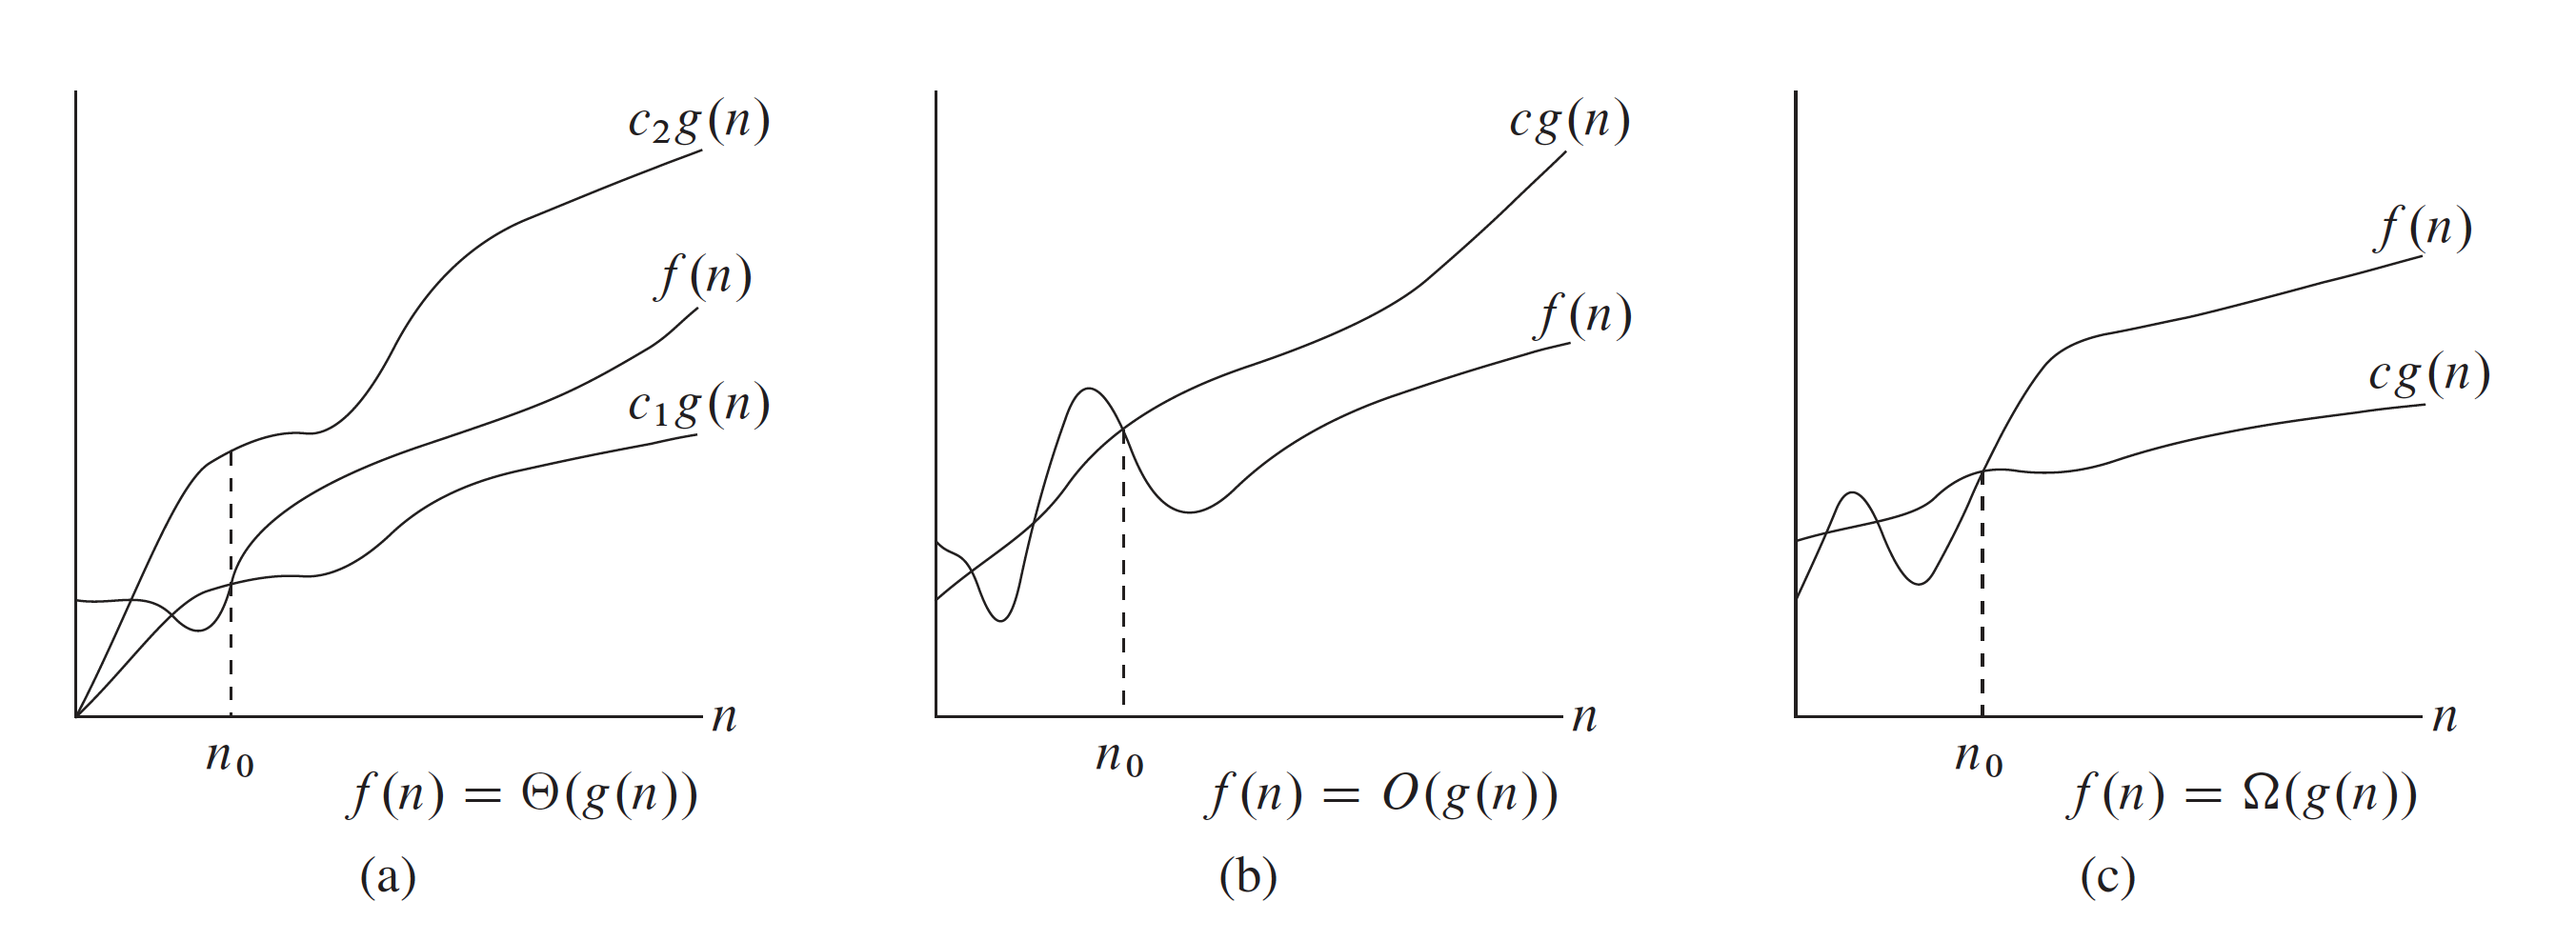 c₂g(n)
f(n)
c₁g(n)
n
n₀
f(n) = Θ(g(n))
(a)
cg(n)
f(n)
n
n₀
f(n) = O(g(n))
(b)
f(n)
cg(n)
n
n₀
f(n) = Ω(g(n))
(c)